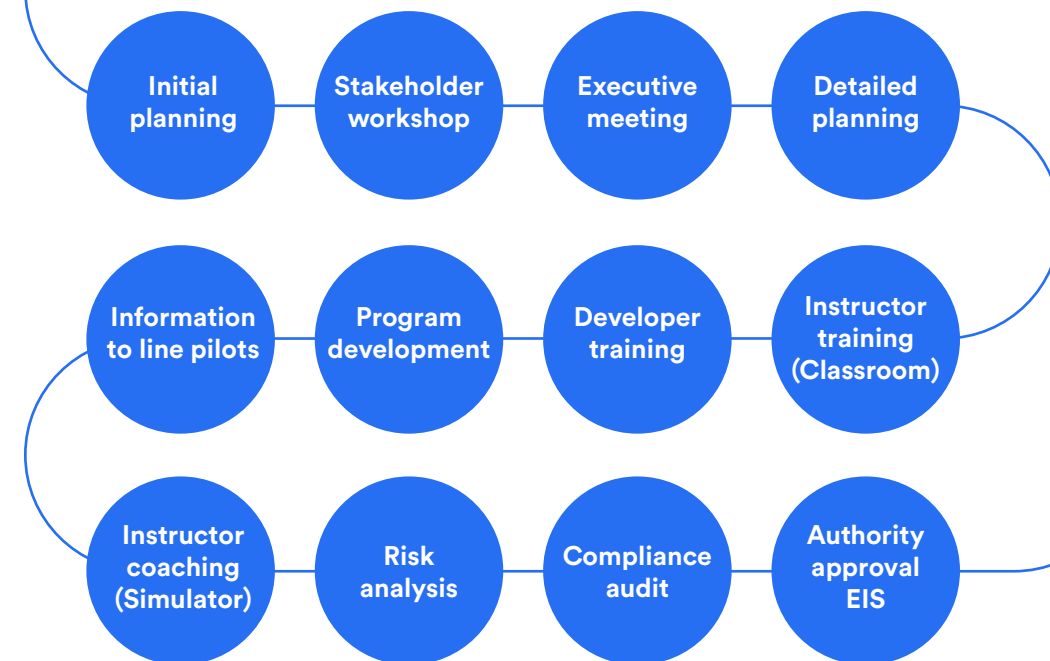 Initial
planning
Stakeholder
workshop
Executive
meeting
Detailed
planning
Information
to line pilots
Program
development
Developer
training
Instructor
training
(Classroom)
Instructor
coaching
(Simulator)
Risk
analysis
Compliance
audit
Authority
approval
EIS